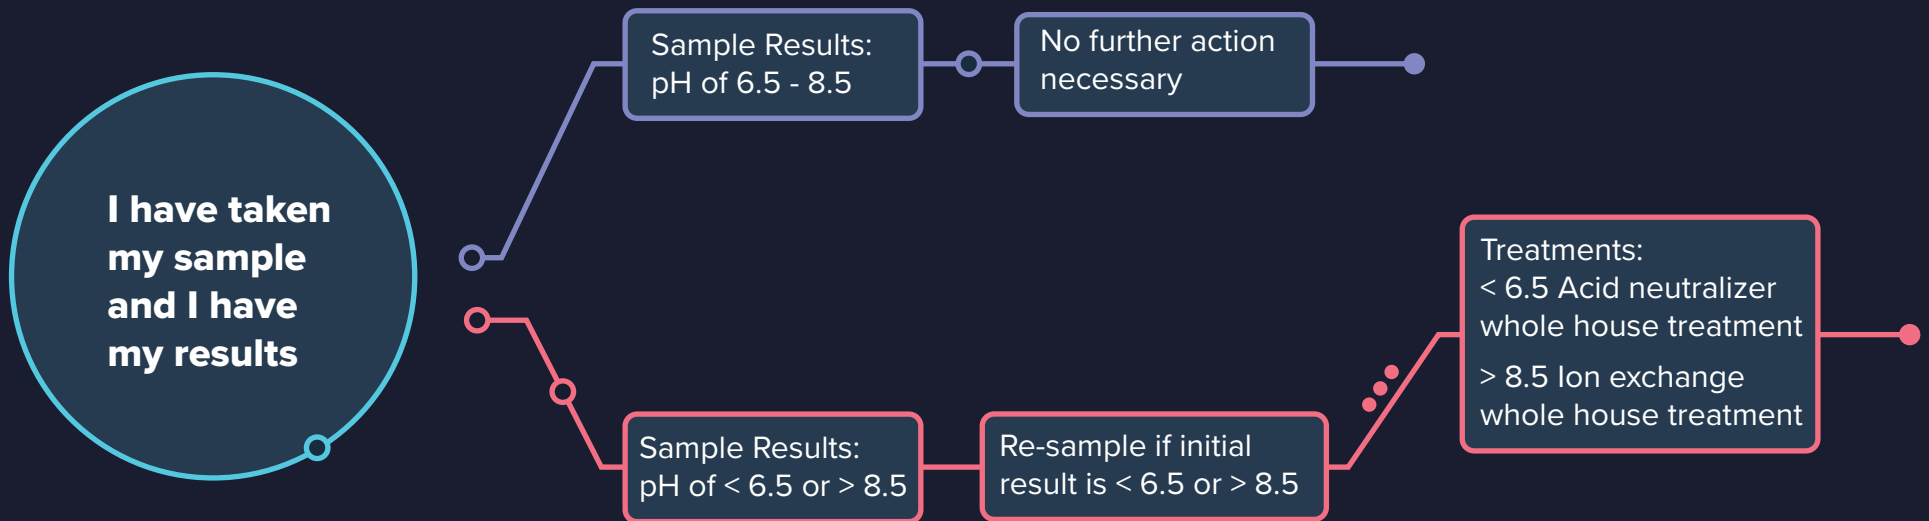 I have taken
my sample
and I have
my results
Sample Results:
pH of 6.5 - 8.5
No further action
necessary
Sample Results:
pH of < 6.5 or > 8.5
Re-sample if initial
result is < 6.5 or > 8.5
Treatments:
< 6.5 Acid neutralizer
whole house treatment
> 8.5 Ion exchange
whole house treatment